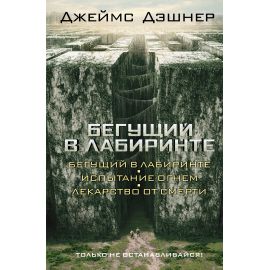 Джеймс Дэшнер
БЕГУЩИЙ
В ЛАБИРИНТЕ
БЕГУЩИЙ В ЛАБИРИНТЕ
ИСПЫТАНИЕ ОГНЕМ
ЛЕКАРСТВО ОТ СМЕРТИ
ТОЛЬКО НЕ ОСТАНАВЛИВАЙСЯ!